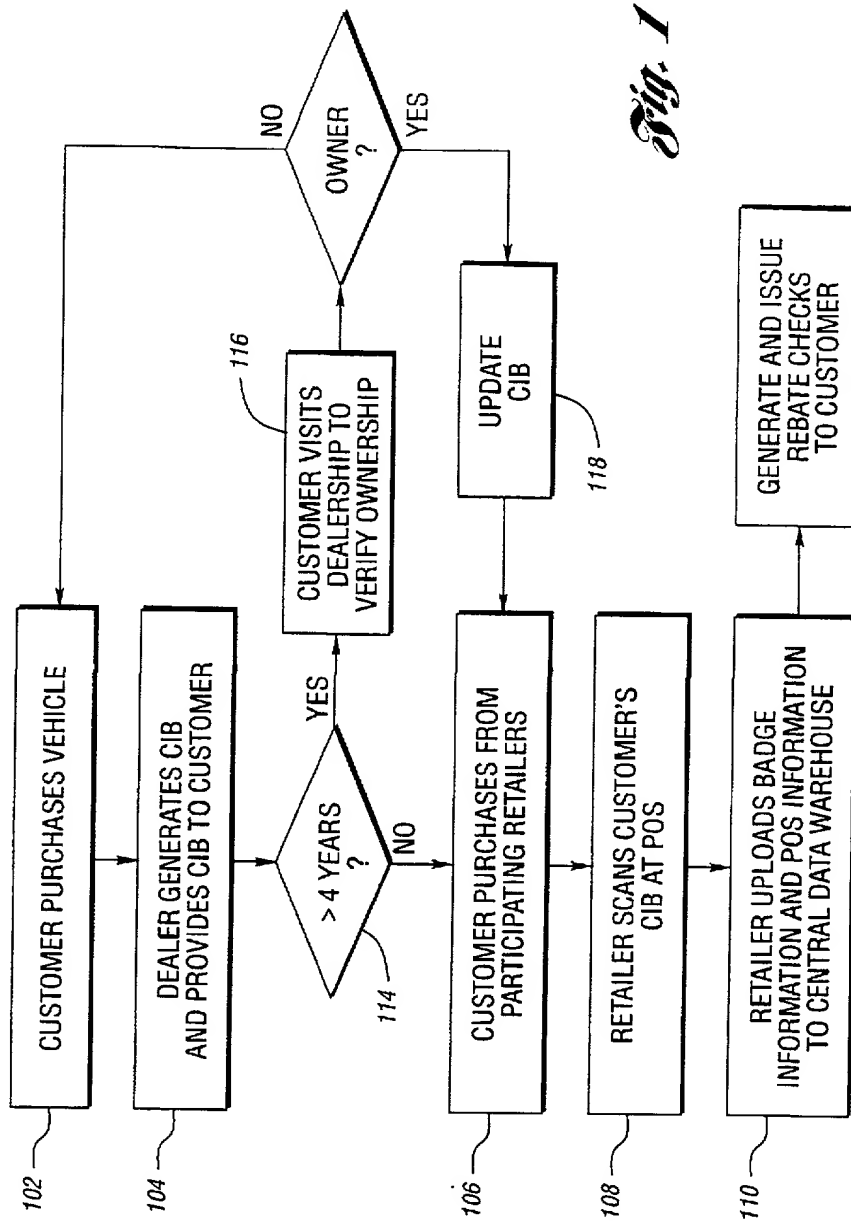 102
CUSTOMER PURCHASES VEHICLE
104
DEALER GENERATES CIB
AND PROVIDES CIB TO CUSTOMER
114
> 4 YEARS
?
YES
NO
116
CUSTOMER VISITS
DEALERSHIP TO
VERIFY OWNERSHIP
OWNER
?
NO
YES
UPDATE
CIB
118
106
CUSTOMER PURCHASES FROM
PARTICIPATING RETAILERS
108
RETAILER SCANS CUSTOMER'S
CIB AT POS
110
RETAILER UPLOADS BADGE
INFORMATION AND POS INFORMATION
TO CENTRAL DATA WAREHOUSE
GENERATE AND ISSUE
REBATE CHECKS
TO CUSTOMER
Fig. 1